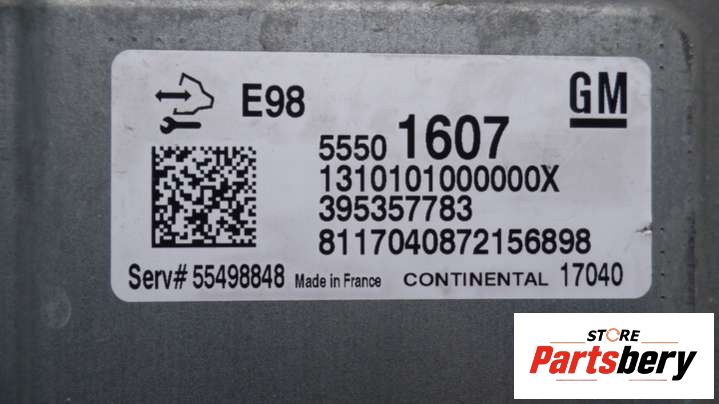 E98
GM
5550 1607
1310101000000X
395357783
8117040872156898
Serv# 55498848 Made in France CONTINENTAL 17040
STORE
Partsbery